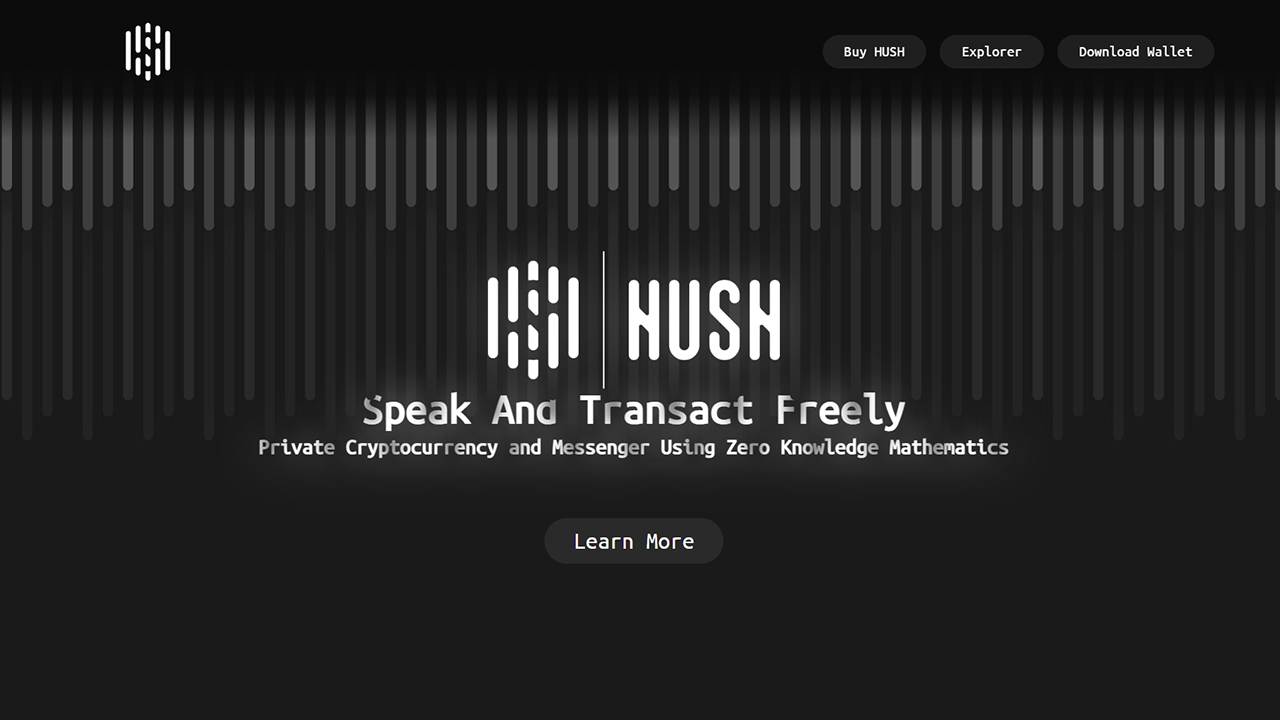 Buy HUSH
Explorer
Download Wallet
HUSH
Speak And Transact Freely
Private Cryptocurrency and Messenger Using Zero Knowledge Mathematics
Learn More